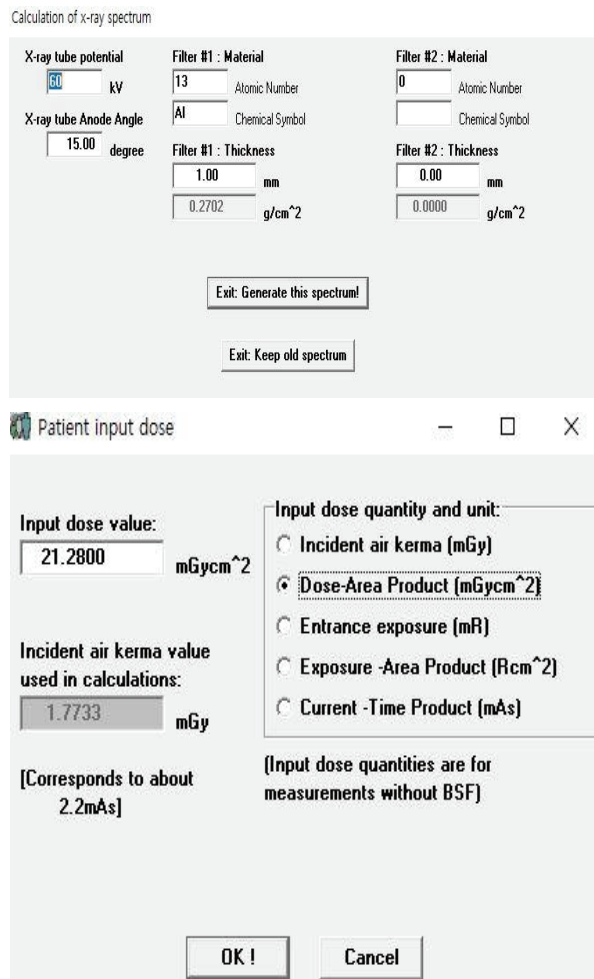 Calculation of x-ray spectrum
X-ray tube potential
60 kV
X-ray tube Anode Angle
15.00 degree
Filter #1 : Material
13 Atomic Number
Al Chemical Symbol
Filter #1 : Thickness
1.00 mm
0.2702 g/cm^2
Filter #2 : Material
0 Atomic Number
Chemical Symbol
Filter #2 : Thickness
0.00 mm
0.0000 g/cm^2
Exit: Generate this spectrum!
Exit: Keep old spectrum
Patient input dose
Input dose value:
21.2800 mGycm^2
Incident air kerma value
used in calculations:
1.7733 mGy
[Corresponds to about
2.2mAs]
Input dose quantity and unit:
Incident air kerma (mGy)
Dose-Area Product (mGycm^2)
Entrance exposure (mR)
Exposure -Area Product (Rcm^2)
Current -Time Product (mAs)
(Input dose quantities are for
measurements without BSF)
OK !
Cancel